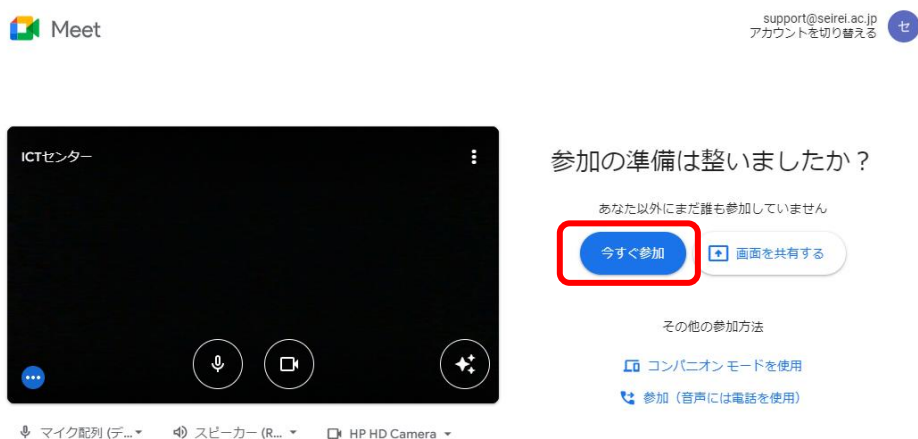 Meet
support@seirei.ac.jp
アカウントを切り替える
セ
ICTセンター
参加の準備は整いましたか？
あなた以外にまだ誰も参加していません
今すぐ参加
画面を共有する
その他の参加方法
コンパニオン モードを使用
参加（音声には電話を使用）
マイク配列 (デ...
スピーカー (R...
HP HD Camera